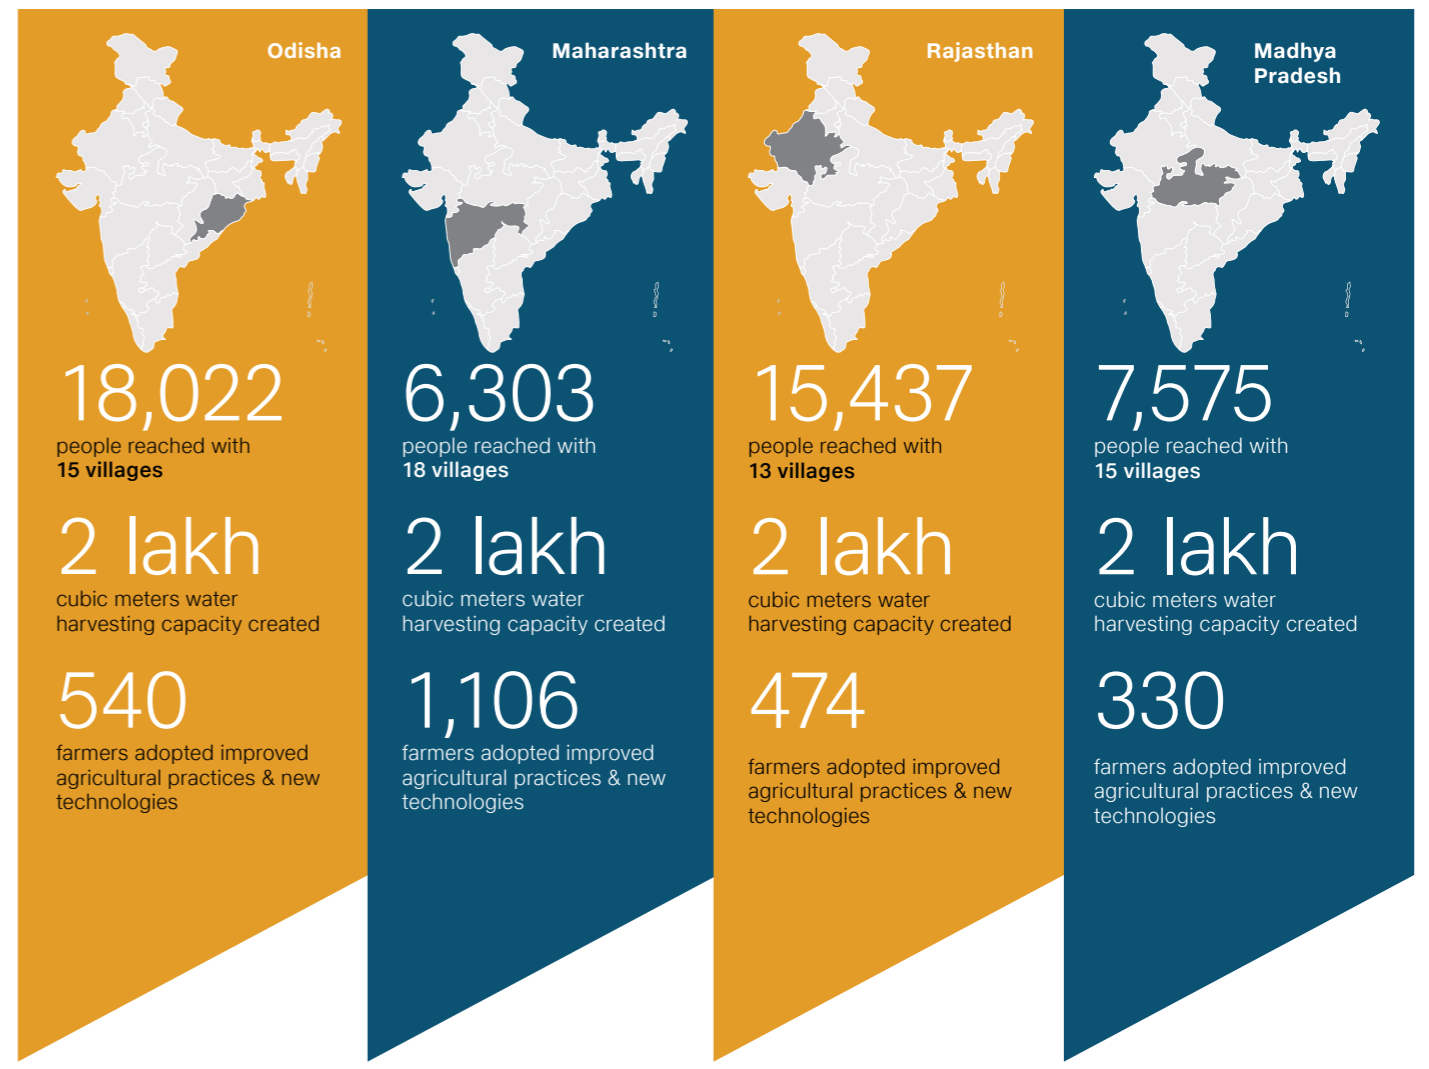 Odisha
18,022
people reached with
15 villages
2 lakh
cubic meters water
harvesting capacity created
540
farmers adopted improved
agricultural practices & new
technologies
Maharashtra
6,303
people reached with
18 villages
2 lakh
cubic meters water
harvesting capacity created
1,106
farmers adopted improved
agricultural practices & new
technologies
Rajasthan
15,437
people reached with
13 villages
2 lakh
cubic meters water
harvesting capacity created
474
farmers adopted improved
agricultural practices & new
technologies
Madhya
Pradesh
7,575
people reached with
15 villages
2 lakh
cubic meters water
harvesting capacity created
330
farmers adopted improved
agricultural practices & new
technologies